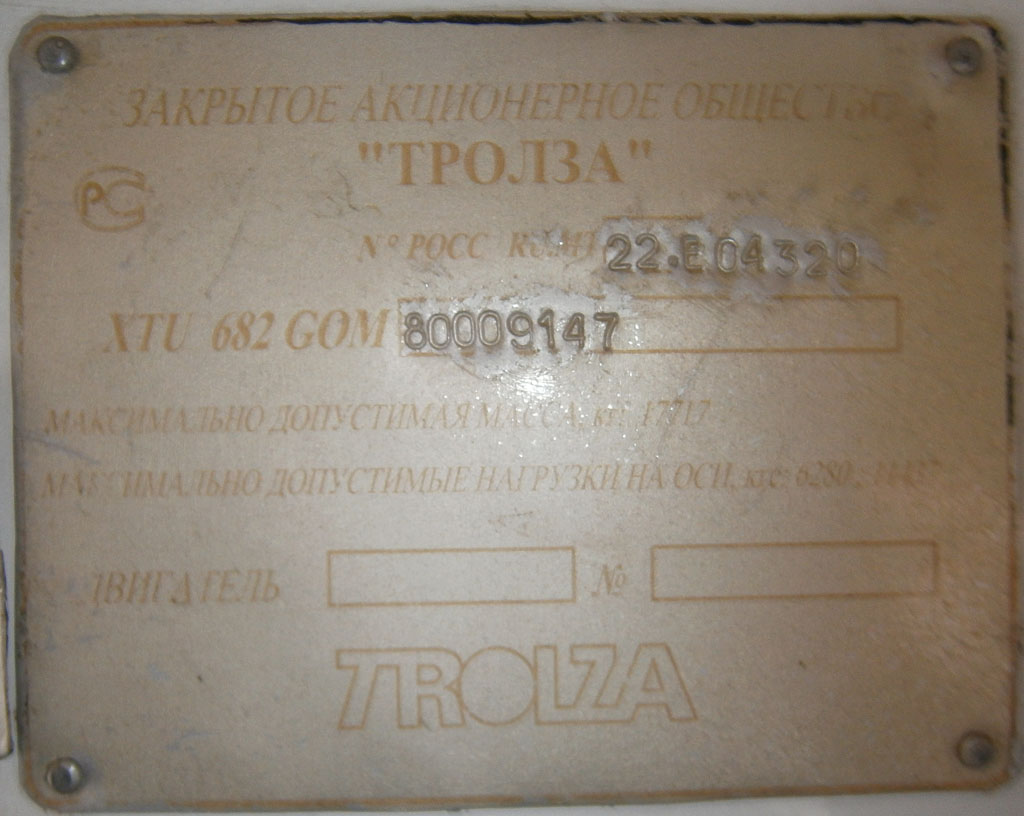 ЗАКРЫТОЕ АКЦИОНЕРНОЕ ОБЩЕСТВО
"ТРОЛЗА"
РС
N° РОСС 22.Е04320
XTU 682 GOM 80009147
МАКСИМАЛЬНО ДОПУСТИМАЯ МАССА, кг: 17717
МАКСИМАЛЬНО ДОПУСТИМЫЕ НАГРУЗКИ НА ОСИ, кгс: 6280;
ДВИГАТЕЛЬ №
TROLZA